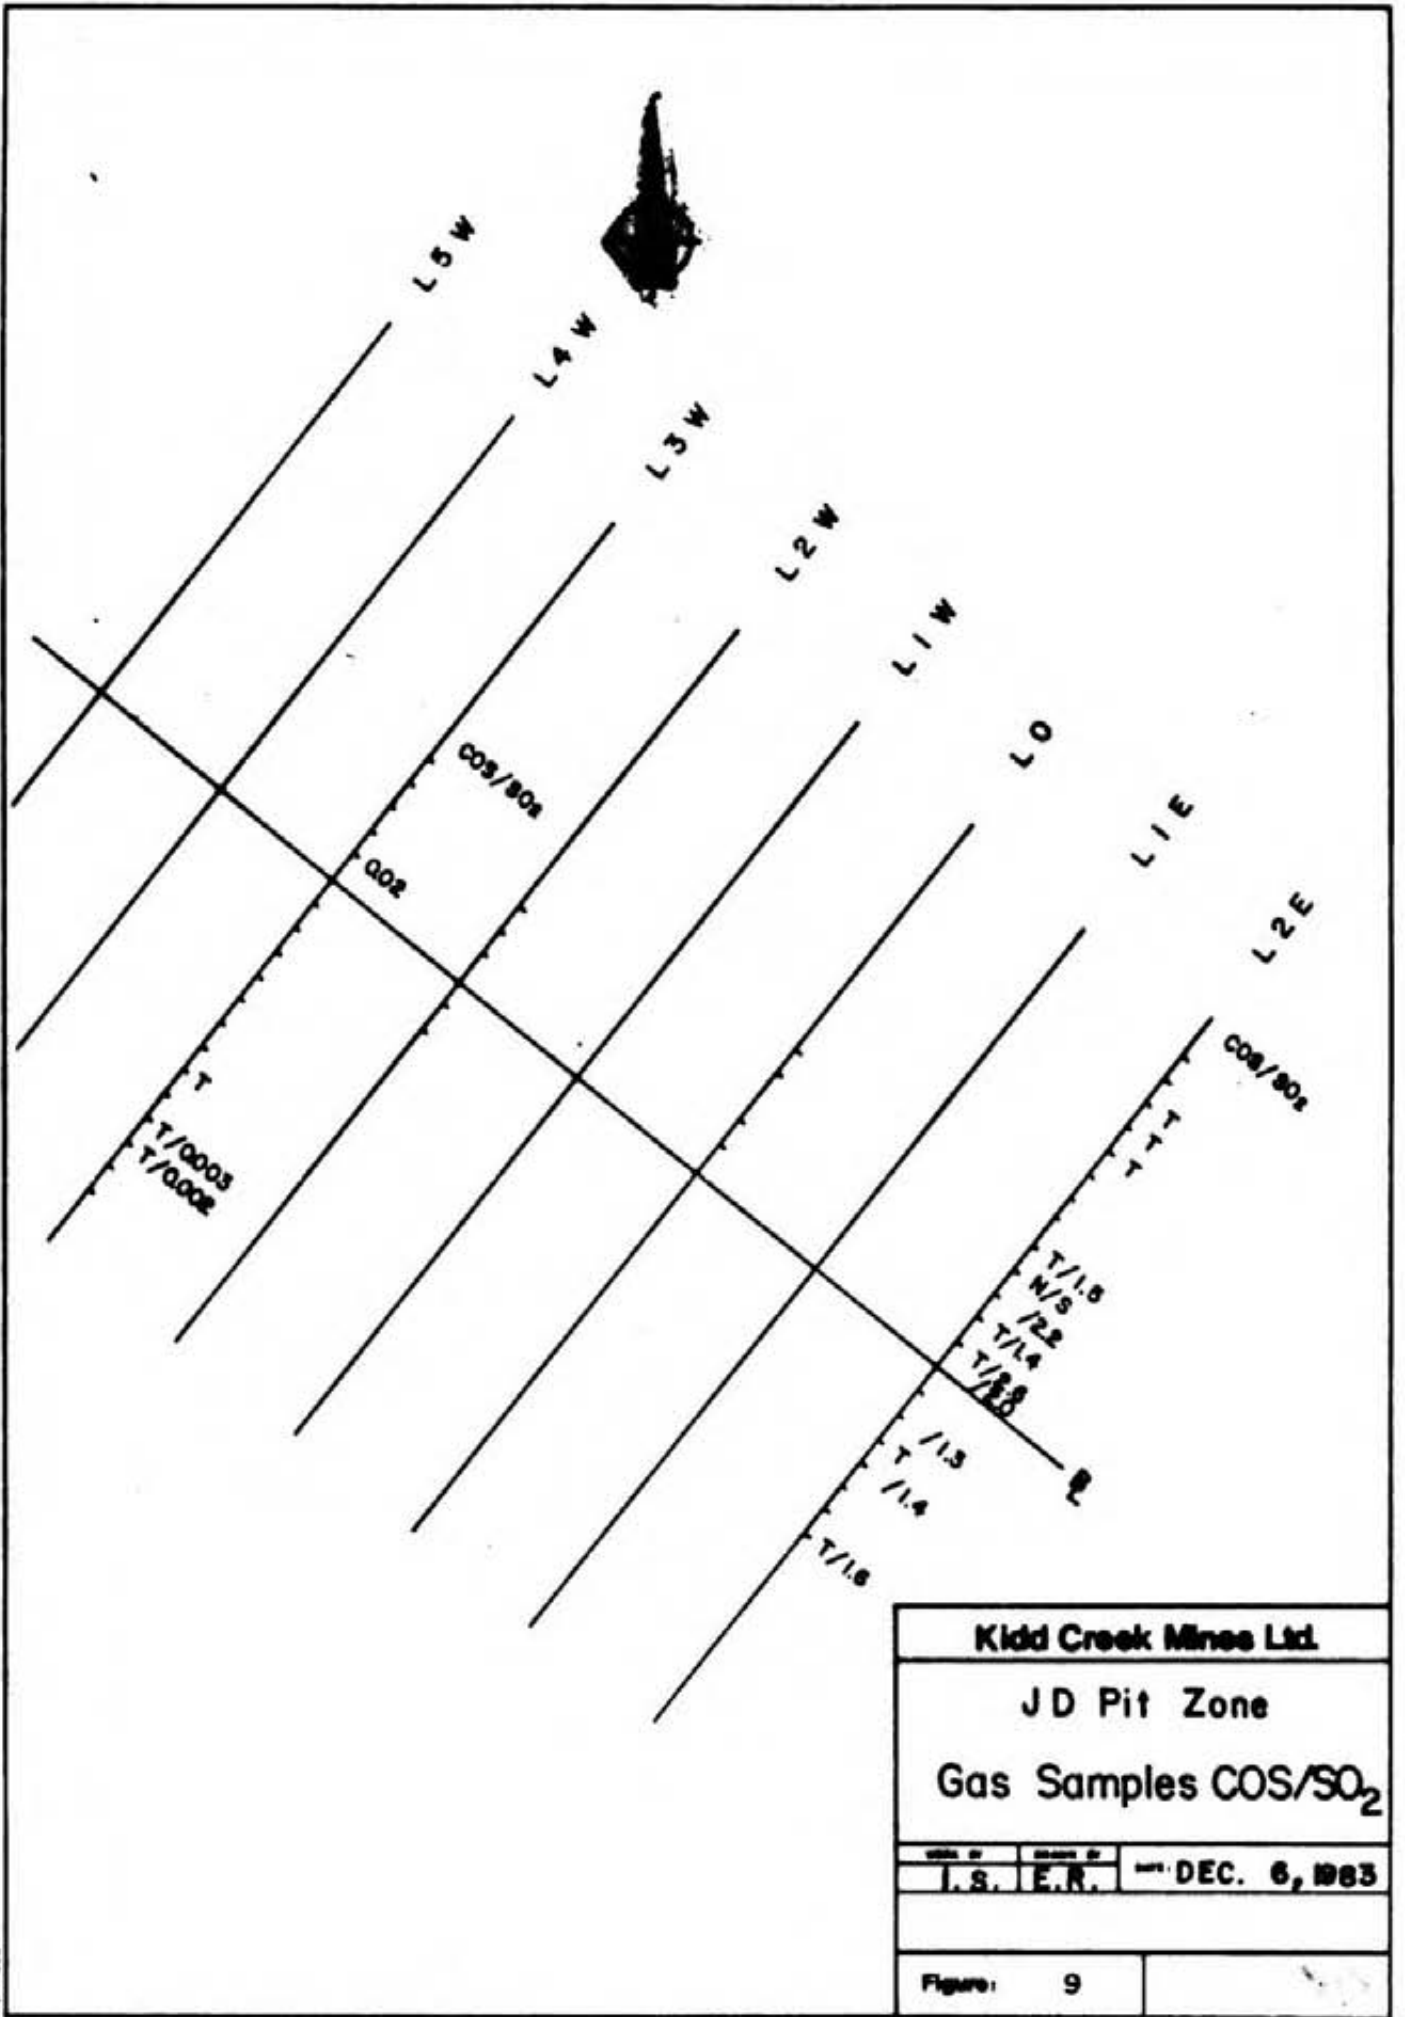 L5W
L4W
L3W
L2W
L1W
L0
L1E
L2E
COS/SO2
0.02
T
T/0.003
T/0.002
COS/SO2
T
T
T
T/1.5
N/S
/2.2
T/1.4
/1.3
T
/1.4
T/1.6
BL
Kidd Creek Mines Ltd.
JD Pit Zone
Gas Samples COS/SO2
I.S. E.R. DATE: DEC. 6, 1983
Figure: 9